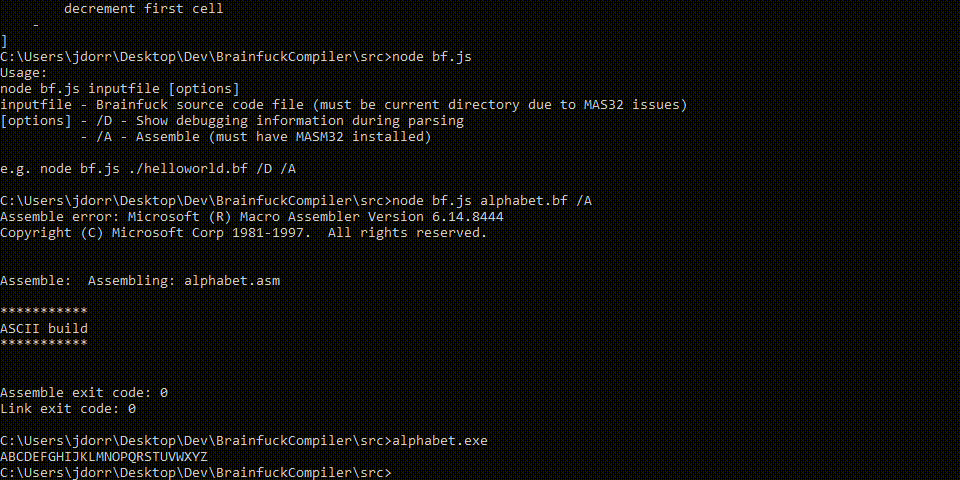 decrement first cell
-
]
C:\Users\jdorr\Desktop\Dev\BrainfuckCompiler\src>node bf.js
Usage:
node bf.js inputfile [options]
inputfile - Brainfuck source code file (must be current directory due to MAS32 issues)
[options] - /D - Show debugging information during parsing
- /A - Assemble (must have MASM32 installed)
e.g. node bf.js ./helloworld.bf /D /A
C:\Users\jdorr\Desktop\Dev\BrainfuckCompiler\src>node bf.js alphabet.bf /A
Assemble error: Microsoft (R) Macro Assembler Version 6.14.8444
Copyright (C) Microsoft Corp 1981-1997.  All rights reserved.
Assemble:  Assembling: alphabet.asm
***********
ASCII build
***********
Assemble exit code: 0
Link exit code: 0
C:\Users\jdorr\Desktop\Dev\BrainfuckCompiler\src>alphabet.exe
ABCDEFGHIJKLMNOPQRSTUVWXYZ
C:\Users\jdorr\Desktop\Dev\BrainfuckCompiler\src>